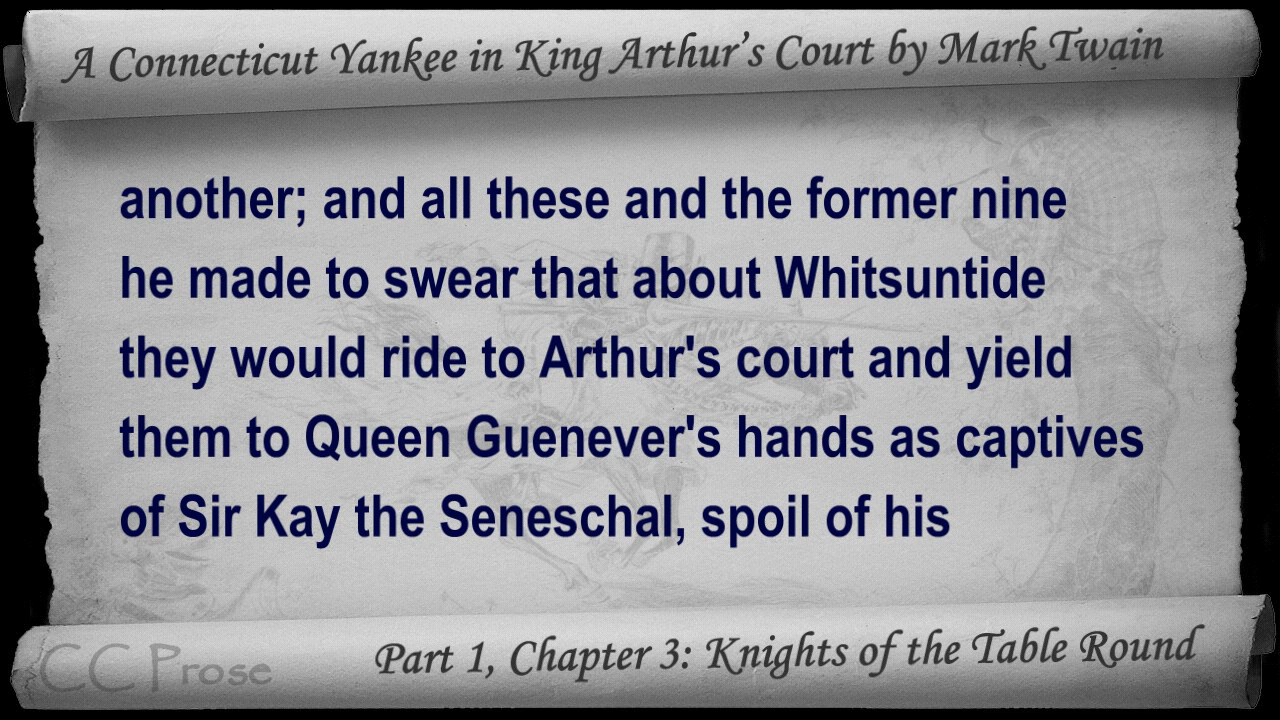 A Connecticut Yankee in King Arthur's Court by Mark Twain
another; and all these and the former nine
he made to swear that about Whitsuntide
they would ride to Arthur's court and yield
them to Queen Guenever's hands as captives
of Sir Kay the Seneschal, spoil of his
CC Prose
Part 1, Chapter 3: Knights of the Table Round